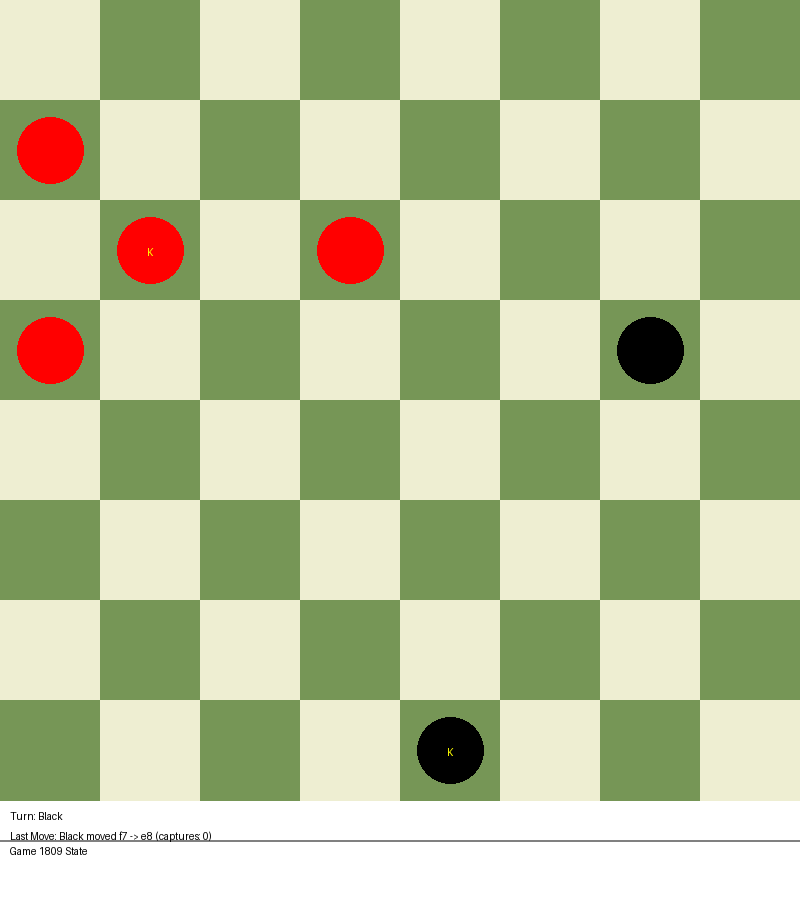 K
K
Turn: Black
Last Move: Black moved f7 -> e8 (captures: 0)
Game 1809 State